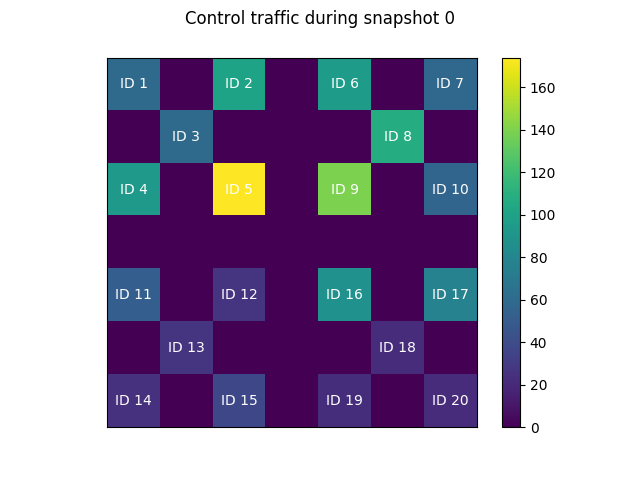 Control traffic during snapshot 0
ID 1 ID 2 ID 6 ID 7
ID 3 ID 8
ID 4 ID 5 ID 9 ID 10
ID 11 ID 12 ID 16 ID 17
ID 13 ID 18
ID 14 ID 15 ID 19 ID 20
160
140
120
100
80
60
40
20
0